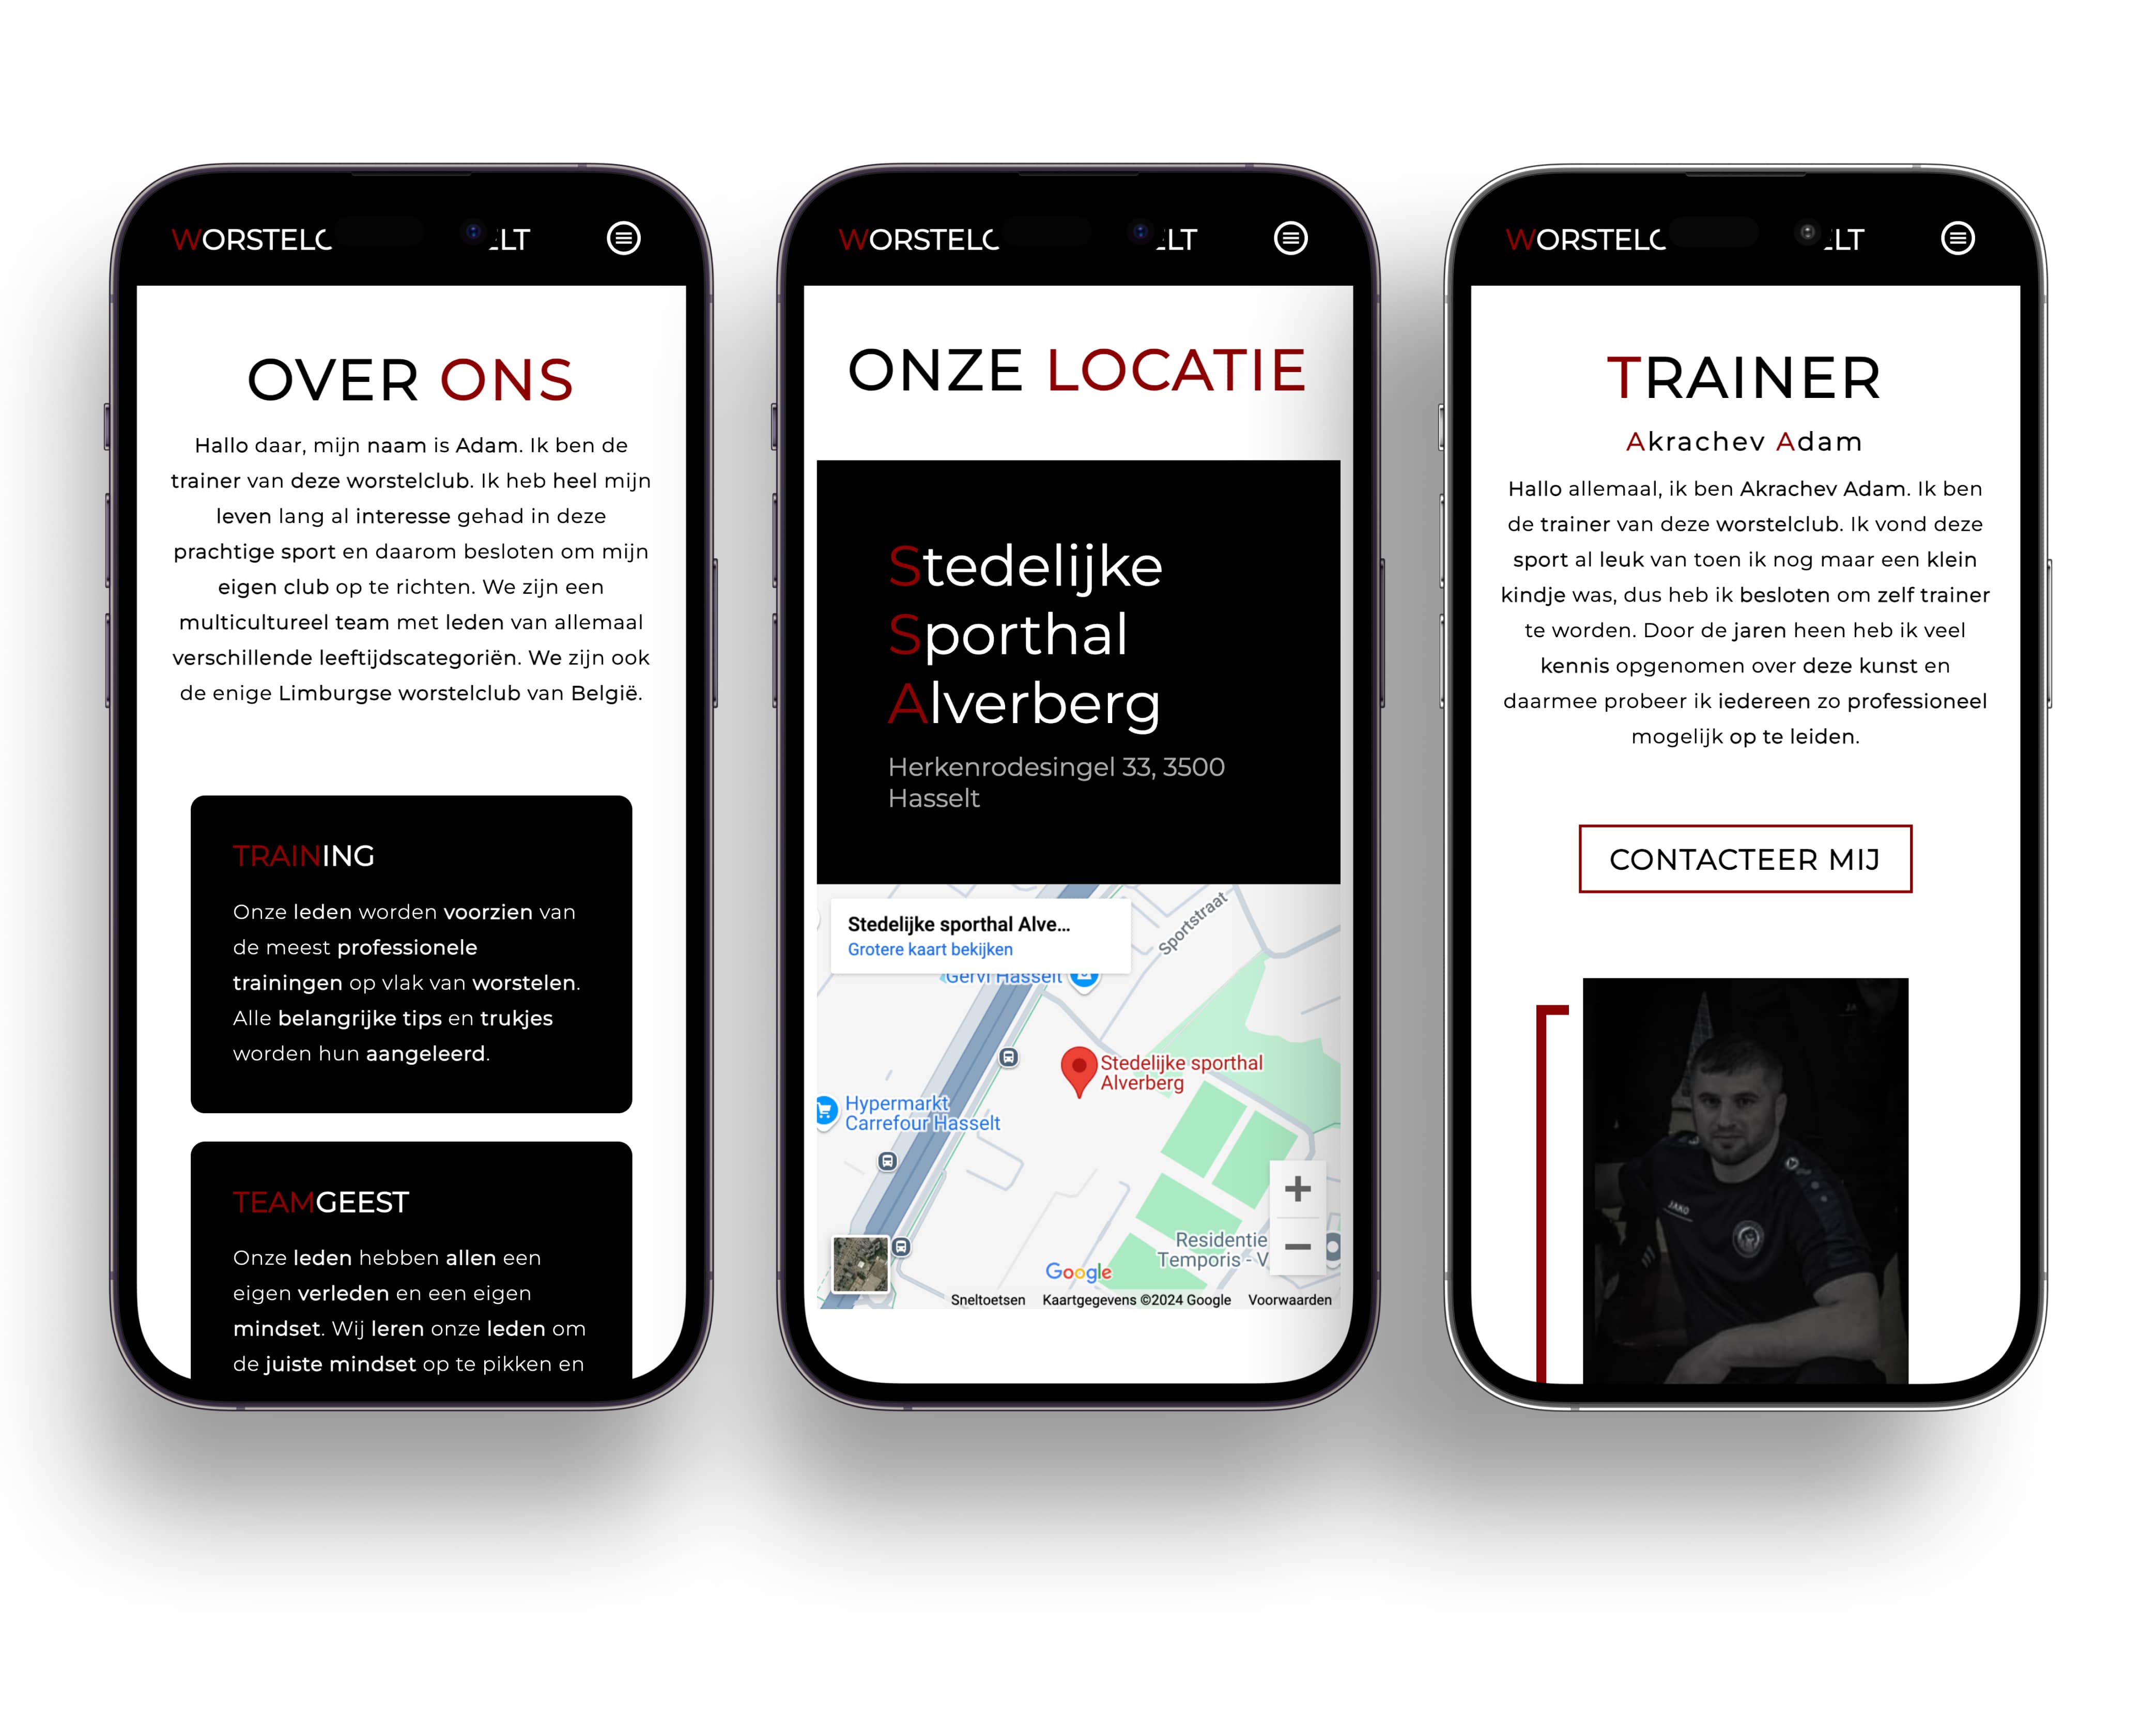 WORSTELC ELT
OVER ONS
Hallo daar, mijn naam is Adam. Ik ben de
trainer van deze worstelclub. Ik heb heel mijn
leven lang al interesse gehad in deze
prachtige sport en daarom besloten om mijn
eigen club op te richten. We zijn een
multicultureel team met leden van allemaal
verschillende leeftijdscategoriën. We zijn ook
de enige Limburgse worstelclub van België.
TRAINING
Onze leden worden voorzien van
de meest professionele
trainingen op vlak van worstelen.
Alle belangrijke tips en trukjes
worden hun aangeleerd.
TEAMGEEST
Onze leden hebben allen een
eigen verleden en een eigen
mindset. Wij leren onze leden om
de juiste mindset op te pikken en
WORSTELC ELT
ONZE LOCATIE
Stedelijke
Sporthal
Alverberg
Herkenrodesingel 33, 3500
Hasselt
Stedelijke sporthal Alve...
Grotere kaart bekijken
Sportstraat
Gervi Hasselt
Stedelijke sporthal
Alverberg
Hypermarkt
Carrefour Hasselt
Residentie
Temporis - V
Google
Sneltoetsen Kaartgegevens ©2024 Google Voorwaarden
WORSTELC ELT
TRAINER
Akrachev Adam
Hallo allemaal, ik ben Akrachev Adam. Ik ben
de trainer van deze worstelclub. Ik vond deze
sport al leuk van toen ik nog maar een klein
kindje was, dus heb ik besloten om zelf trainer
te worden. Door de jaren heen heb ik veel
kennis opgenomen over deze kunst en
daarmee probeer ik iedereen zo professioneel
mogelijk op te leiden.
CONTACTEER MIJ
JAKO